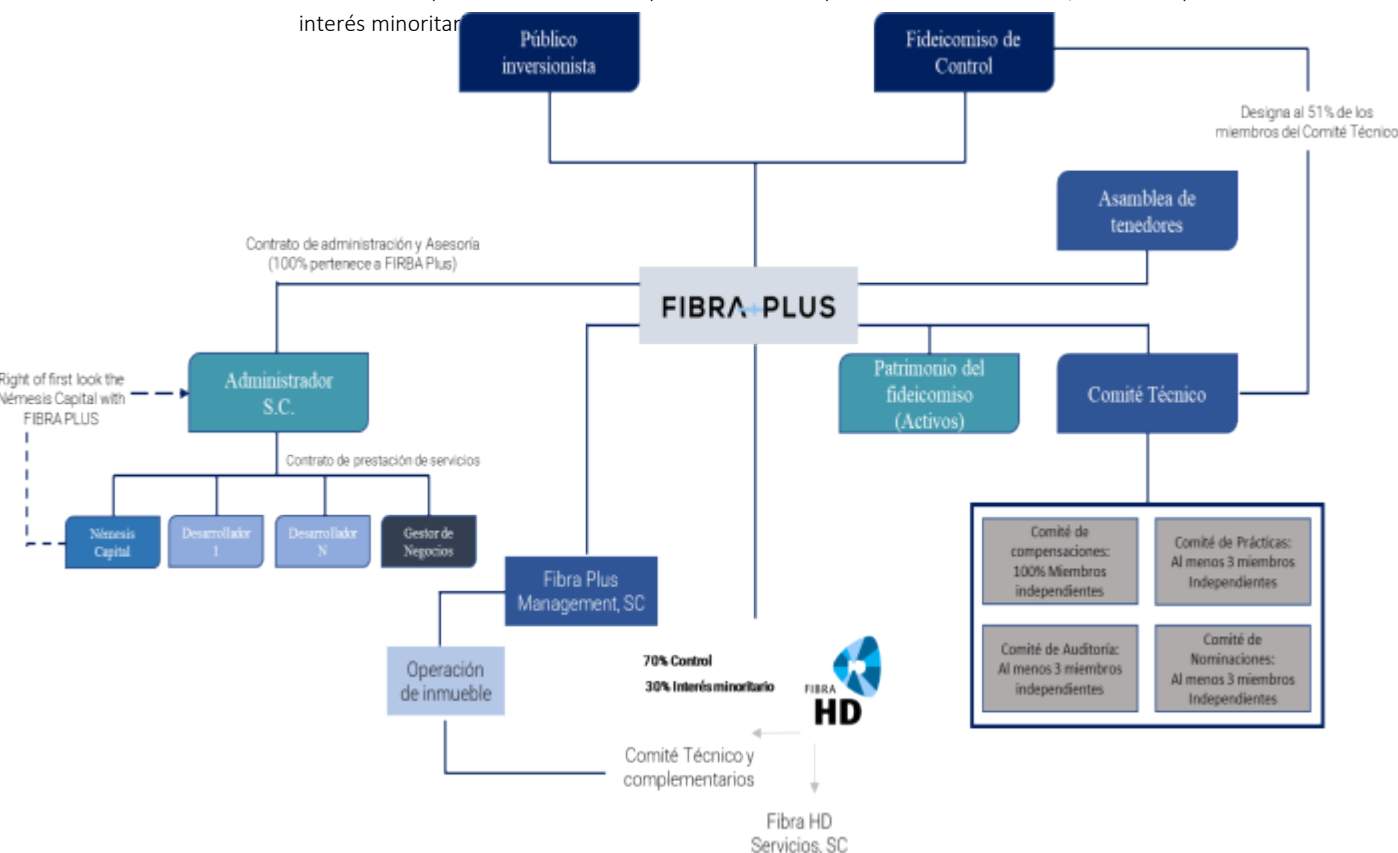 interés minoritar
Público
inversionista
Fideicomiso de
Control
Designa al 51% de los
miembros del Comité Técnico
Asamblea de
tenedores
Contrato de administración y Asesoría
(100% pertenece a FIRBA Plus)
FIBRA PLUS
Right of first look the
Némesis Capital with
FIBRA PLUS
Administrador
S.C.
Patrimonio del
fideicomiso
(Activos)
Comité Técnico
Contrato de prestación de servicios
Némesis
Capital
Desarrollador
1
Desarrollador
N
Gestor de
Negocios
Comité de
compensaciones:
100% Miembros
independientes
Comité de Prácticas:
Al menos 3 miembros
Independientes
Fibra Plus
Management, SC
Comité de Auditoría:
Al menos 3 miembros
independientes
Comité de
Nominaciones:
Al menos 3 miembros
Independientes
Operación
de inmueble
70% Control
30% Interés minoritario
FIBRA
HD
Comité Técnico y
complementarios
Fibra HD
Servicios, SC